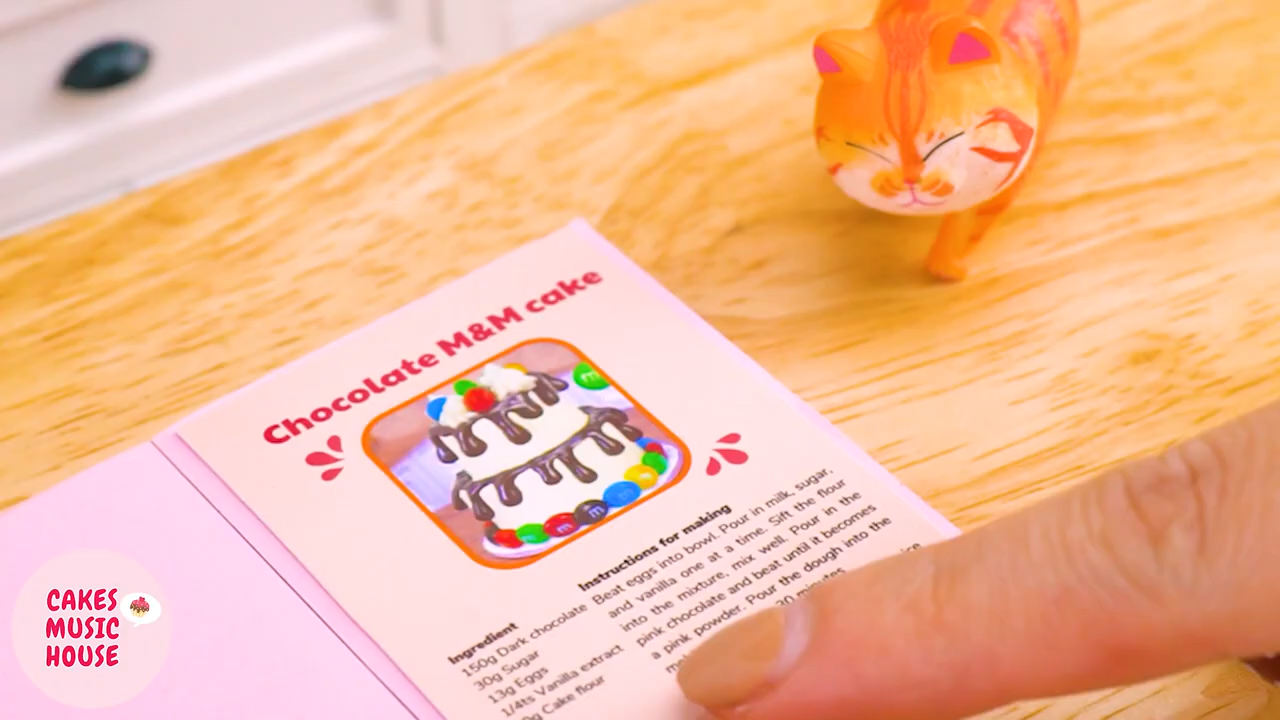 Chocolate M&M cake
Instructions for making
Beat eggs into bowl. Pour in milk, sugar,
and vanilla one at a time. Sift the flour
into the mixture, mix well. Pour in the
pink chocolate and beat until it becomes
a pink powder. Pour the dough into the
30 minutes
Ingredient
150g Dark chocolate
30g Sugar
13g Eggs
1/4ts Vanilla extract
Cake flour
m
m
m
CAKES
MUSIC
HOUSE